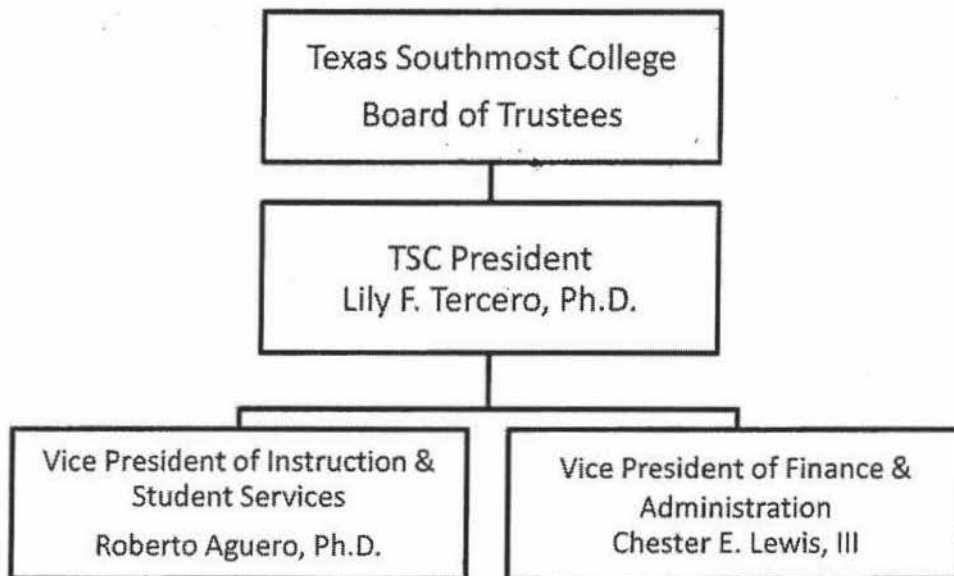 Texas Southmost College
Board of Trustees
TSC President
Lily F. Tercero, Ph.D.
Vice President of Instruction &
Student Services
Roberto Aguero, Ph.D.
Vice President of Finance &
Administration
Chester E. Lewis, III